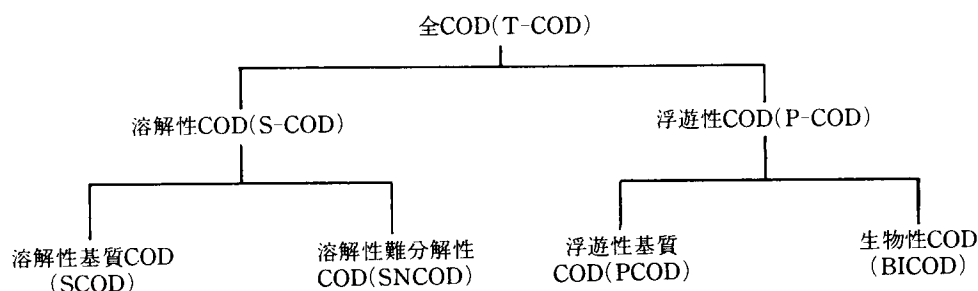 全COD(T-COD)
溶解性COD(S-COD)
浮遊性COD(P-COD)
溶解性基質COD
(SCOD)
溶解性難分解性
COD(SNCOD)
浮遊性基質
COD(PCOD)
生物性COD
(BICOD)